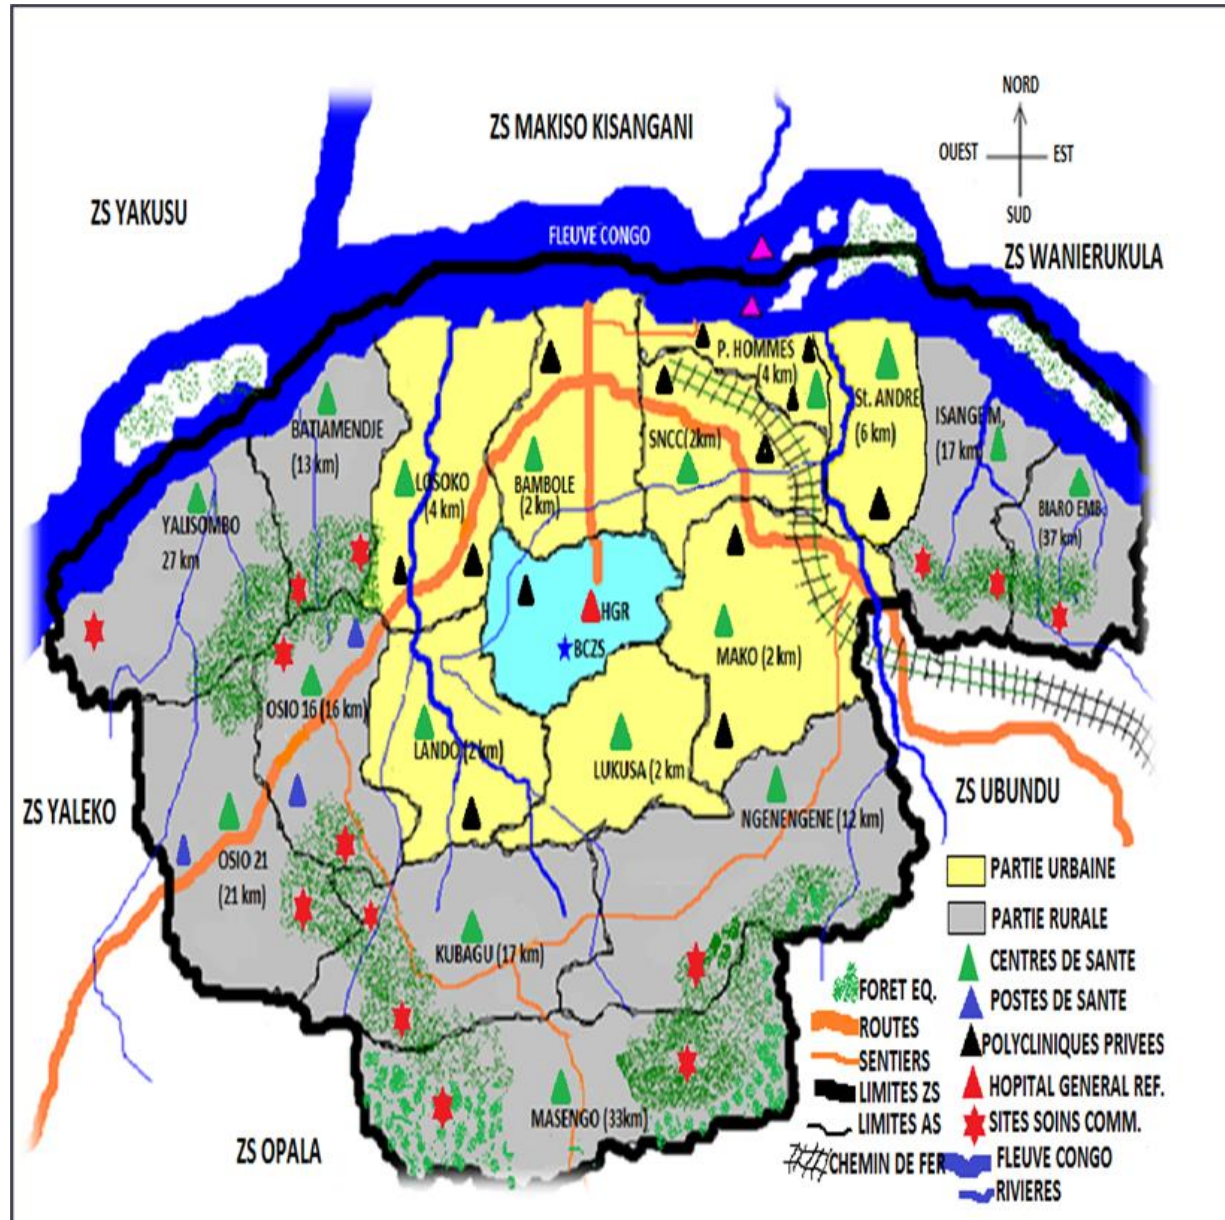 NORD
ZS MAKISO KISANGANI
OUEST
EST
ZS YAKUSU
SUD
FLEUVE CONGO
ZS WANIERUKULA
P. HOMMES
(4 km)
St. ANDRE
(6 km)
ISANGE M,
(17 km)
BATIAMENDJE
(13 km)
SNCC(2km)
LOSOKO
(4 km)
BAMBOLE
(2 km)
BIARO EMB.
(37 km)
YALISOMBO
27 km
HGR
BCZS
MAKO (2 km)
OSIO 16 (16 km)
LANDO (2 km)
LUKUSA (2 km
ZS YALEKO
ZS UBUNDU
NGENENGENE (12 km)
OSIO 21
(21 km)
KUBAGU (17 km)
MASENGO (33km)
ZS OPALA
PARTIE URBAINE
PARTIE RURALE
CENTRES DE SANTE
POSTES DE SANTE
POLYCLINIQUES PRIVEES
HOPITAL GENERAL REF.
SITES SOINS COMM.
FLEUVE CONGO
RIVIERES
FORET EQ.
ROUTES
SENTIERS
LIMITES ZS
LIMITES AS
CHEMIN DE FER